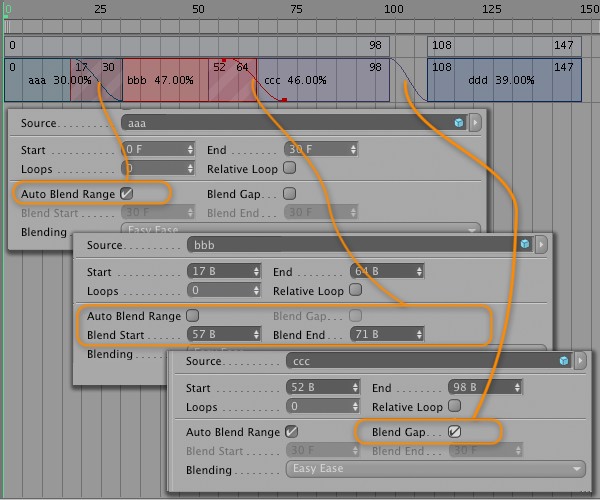 0 25 50 75 100 125 150
0 98 108 147
0 17 30 52 64 98 108 147
aaa 30.00% bbb 47.00% ccc 46.00% ddd 39.00%
Source aaa
Start 0 F End 30 F
Loops 0 Relative Loop
Auto Blend Range Blend Gap...
Blend Start 30 F Blend End... 30 F
Blending Easy Ease
Source bbb
Start 17 B End 64 B
Loops 0 Relative Loop
Auto Blend Range Blend Gap...
Blend Start 57 B Blend End... 71 B
Blending
Source ccc
Start 52 B End 98 B
Loops 0 Relative Loop
Auto Blend Range Blend Gap...
Blend Start 30 F Blend End... 30 F
Blending Easy Ease